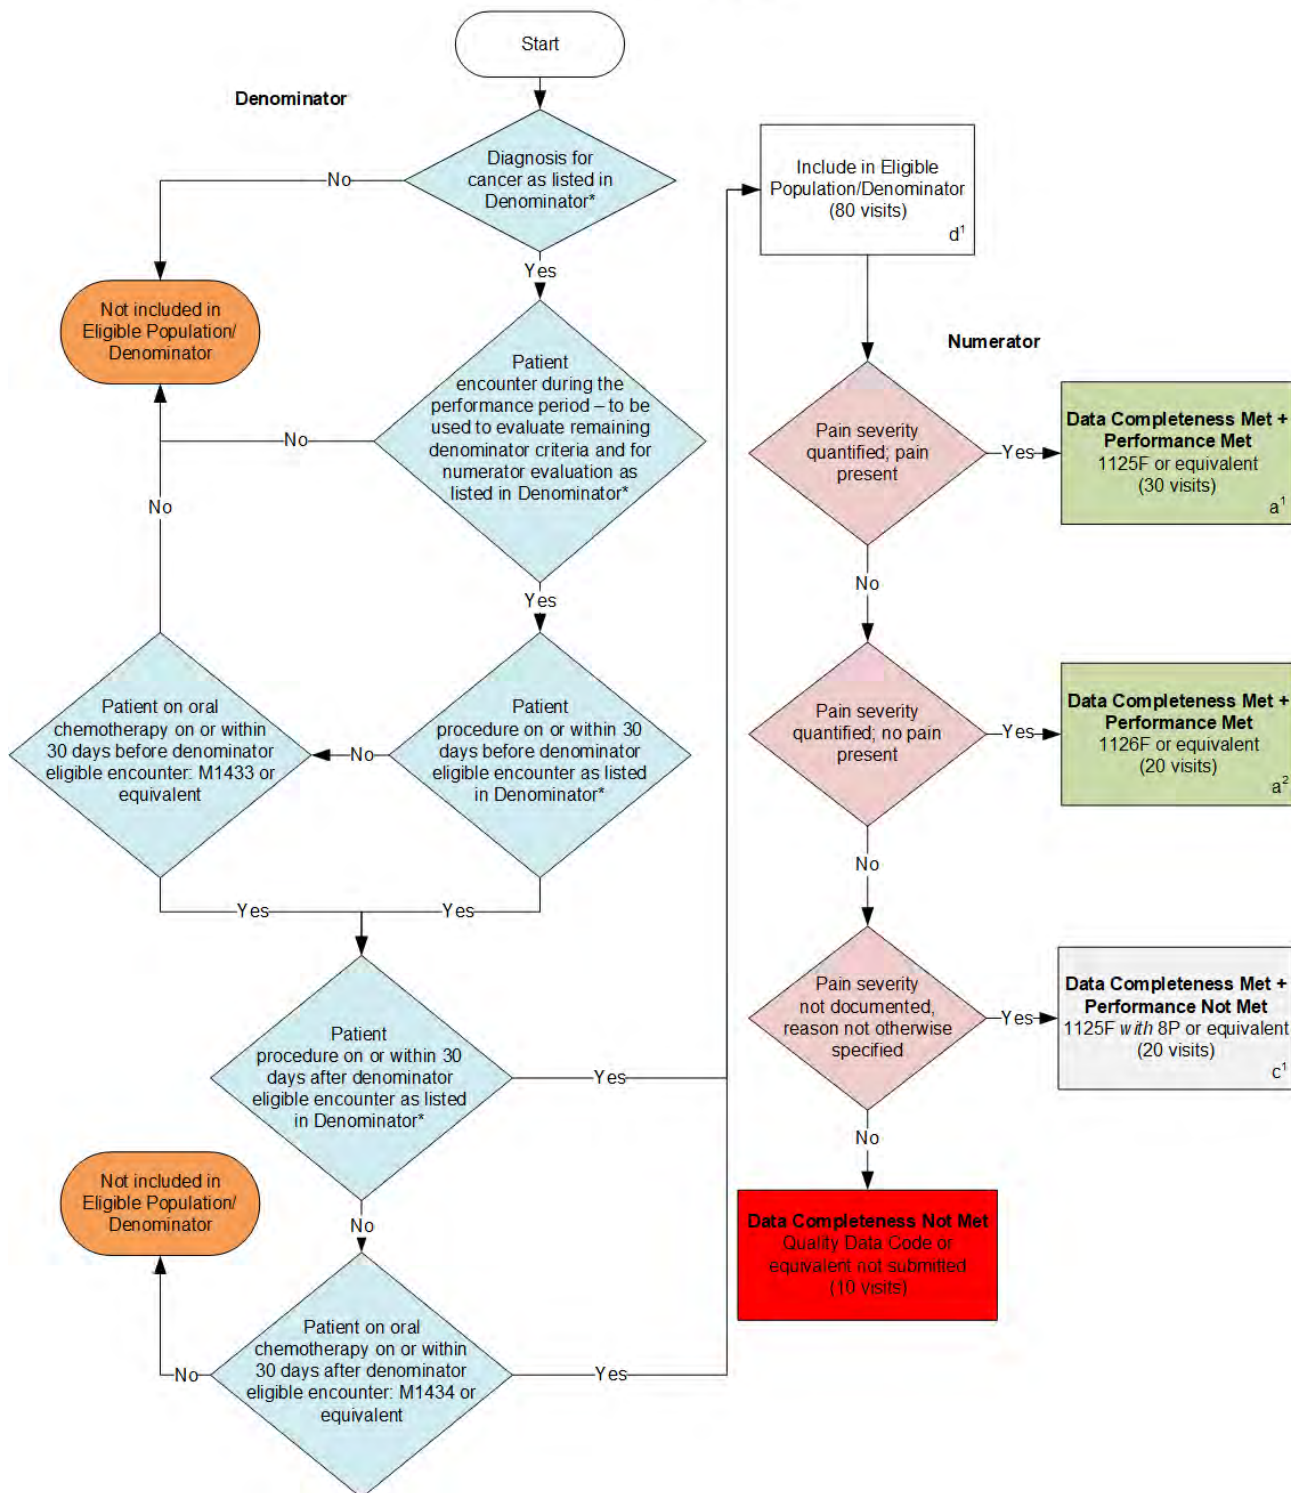 Start
Denominator
Diagnosis for
cancer as listed in
Denominator*
No
Yes
Not included in
Eligible Population/
Denominator
Patient
encounter during the
performance period – to be
used to evaluate remaining
denominator criteria and for
numerator evaluation as
listed in Denominator*
No
No
Yes
Patient on oral
chemotherapy on or within
30 days before denominator
eligible encounter: M1433 or
equivalent
No
Patient
procedure on or within 30
days before denominator
eligible encounter as listed
in Denominator*
Yes
Yes
Patient
procedure on or within 30
days after denominator
eligible encounter as listed
in Denominator*
Yes
Not included in
Eligible Population/
Denominator
No
Patient on oral
chemotherapy on or within
30 days after denominator
eligible encounter: M1434 or
equivalent
No
Yes
Include in Eligible
Population/Denominator
(80 visits)
d¹
Numerator
Pain severity
quantified; pain
present
Yes
Data Completeness Met +
Performance Met
1125F or equivalent
(30 visits)
a¹
No
Pain severity
quantified; no pain
present
Yes
Data Completeness Met +
Performance Met
1126F or equivalent
(20 visits)
a²
No
Pain severity
not documented,
reason not otherwise
specified
Yes
Data Completeness Met +
Performance Not Met
1125F with 8P or equivalent
(20 visits)
c¹
No
Data Completeness Not Met
Quality Data Code or
equivalent not submitted
(10 visits)